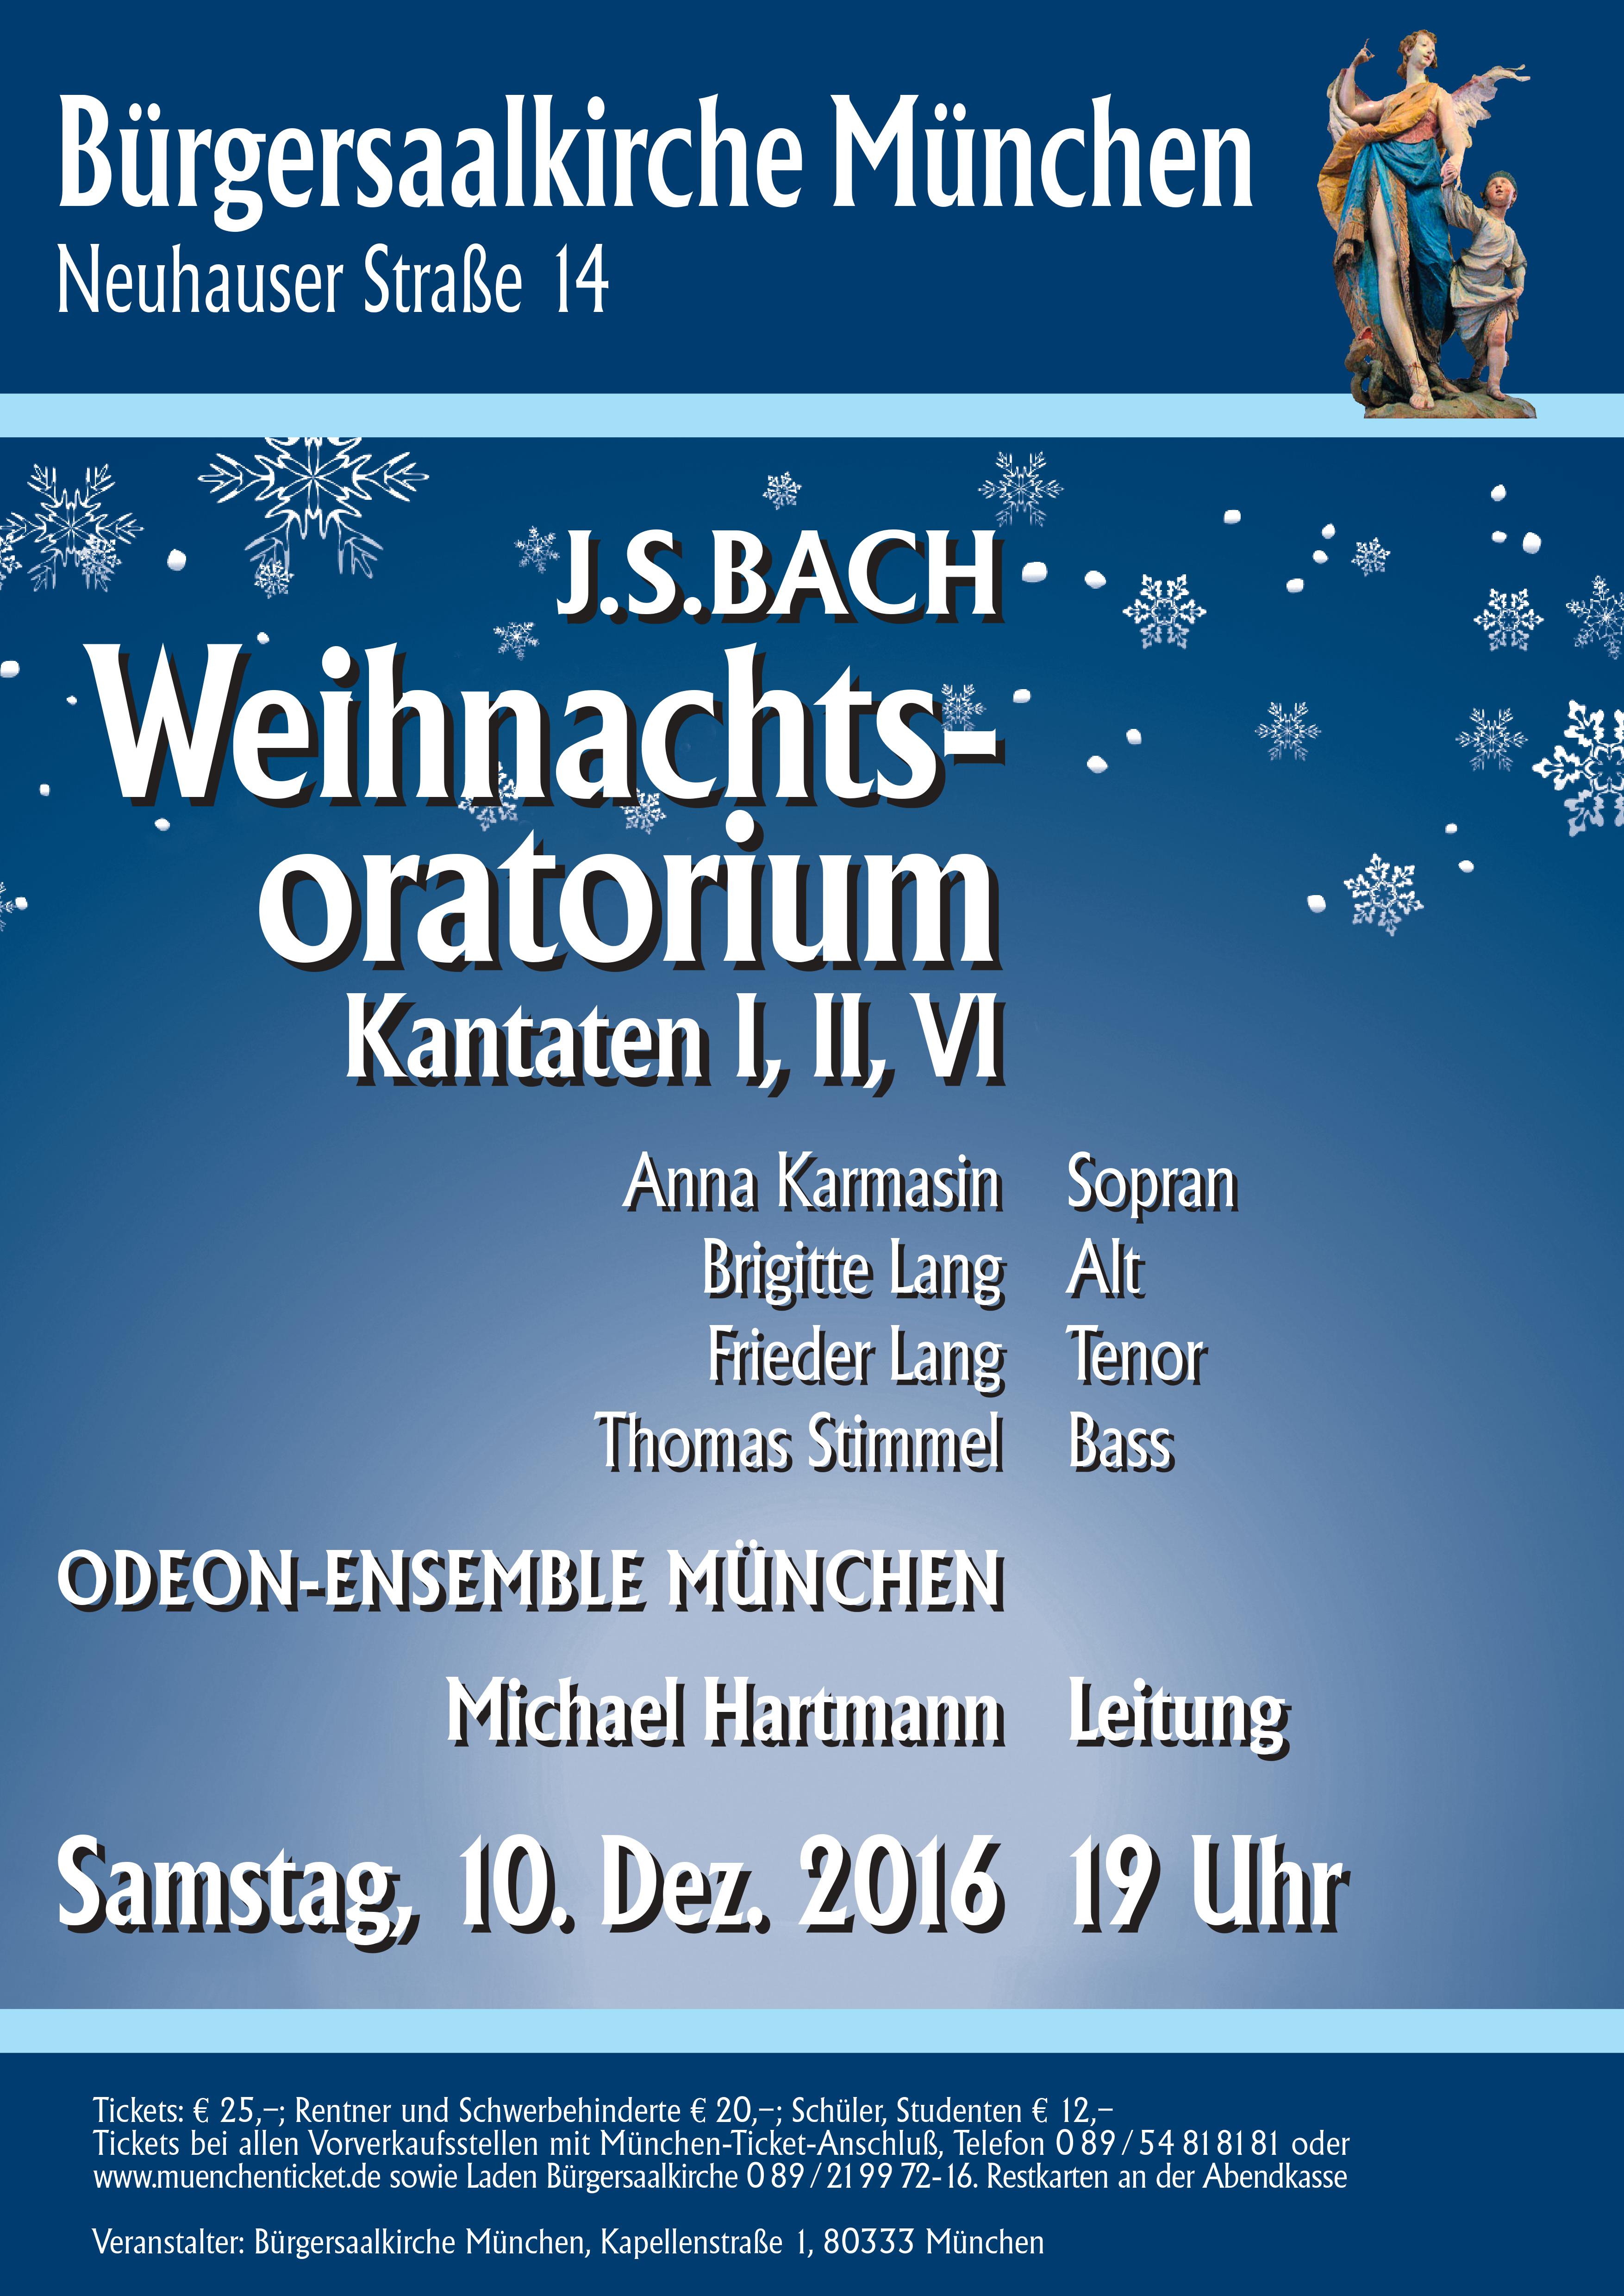 Bürgersaalkirche München
Neuhauser Straße 14
J.S.BACH
Weihnachts-
oratorium
Kantaten I, II, VI
Anna Karmasin Sopran
Brigitte Lang Alt
Frieder Lang Tenor
Thomas Stimmel Bass
ODEON-ENSEMBLE MÜNCHEN
Michael Hartmann Leitung
Samstag, 10. Dez. 2016 19 Uhr
Tickets: € 25,–; Rentner und Schwerbehinderte € 20,–; Schüler, Studenten € 12,–
Tickets bei allen Vorverkaufsstellen mit München-Ticket-Anschluß, Telefon 0 89 / 54 81 81 81 oder
www.muenchenticket.de sowie Laden Bürgersaalkirche 0 89 / 21 99 72-16. Restkarten an der Abendkasse
Veranstalter: Bürgersaalkirche München, Kapellenstraße 1, 80333 München